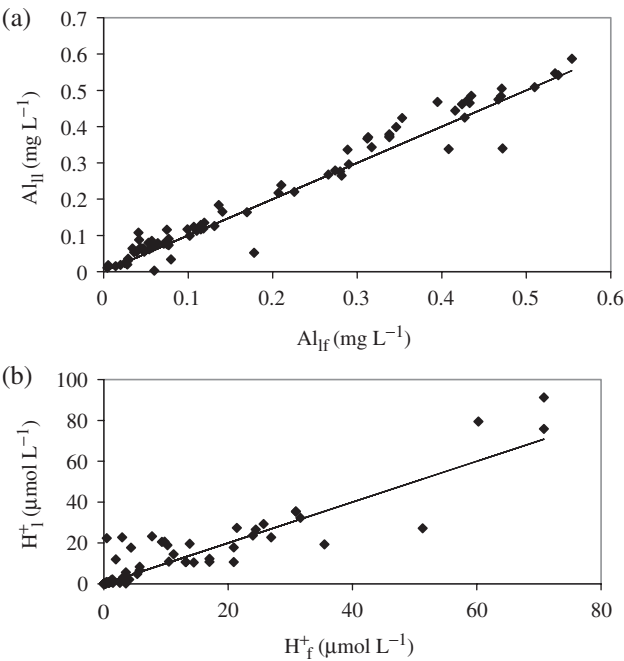 (a)
0.7
0.6
0.5
0.4
0.3
0.2
0.1
0
Al_ll (mg L⁻¹)
0 0.1 0.2 0.3 0.4 0.5 0.6
Al_lf (mg L⁻¹)
(b)
100
80
60
40
20
0
H⁺_l (μmol L⁻¹)
0 20 40 60 80
H⁺_f (μmol L⁻¹)